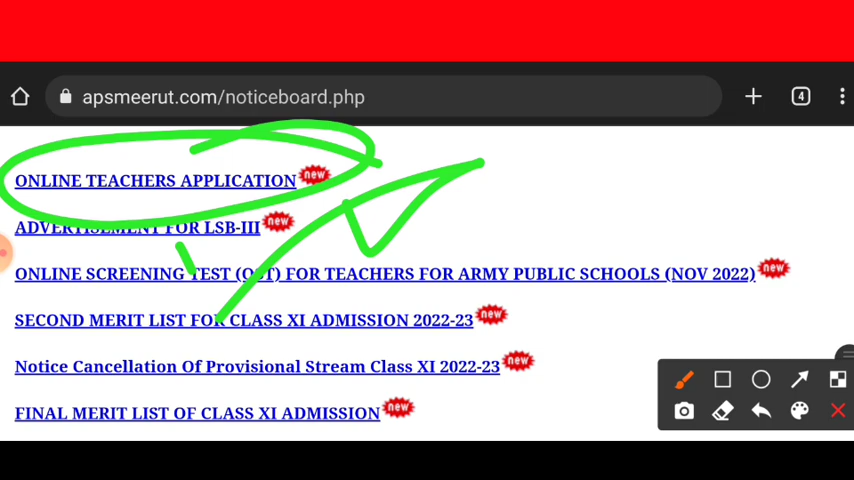 apsmeerut.com/noticeboard.php
4
ONLINE TEACHERS APPLICATION new
ADVERTISEMENT FOR LSB-III new
ONLINE SCREENING TEST (OST) FOR TEACHERS FOR ARMY PUBLIC SCHOOLS (NOV 2022) new
SECOND MERIT LIST FOR CLASS XI ADMISSION 2022-23 new
Notice Cancellation Of Provisional Stream Class XI 2022-23 new
FINAL MERIT LIST OF CLASS XI ADMISSION new